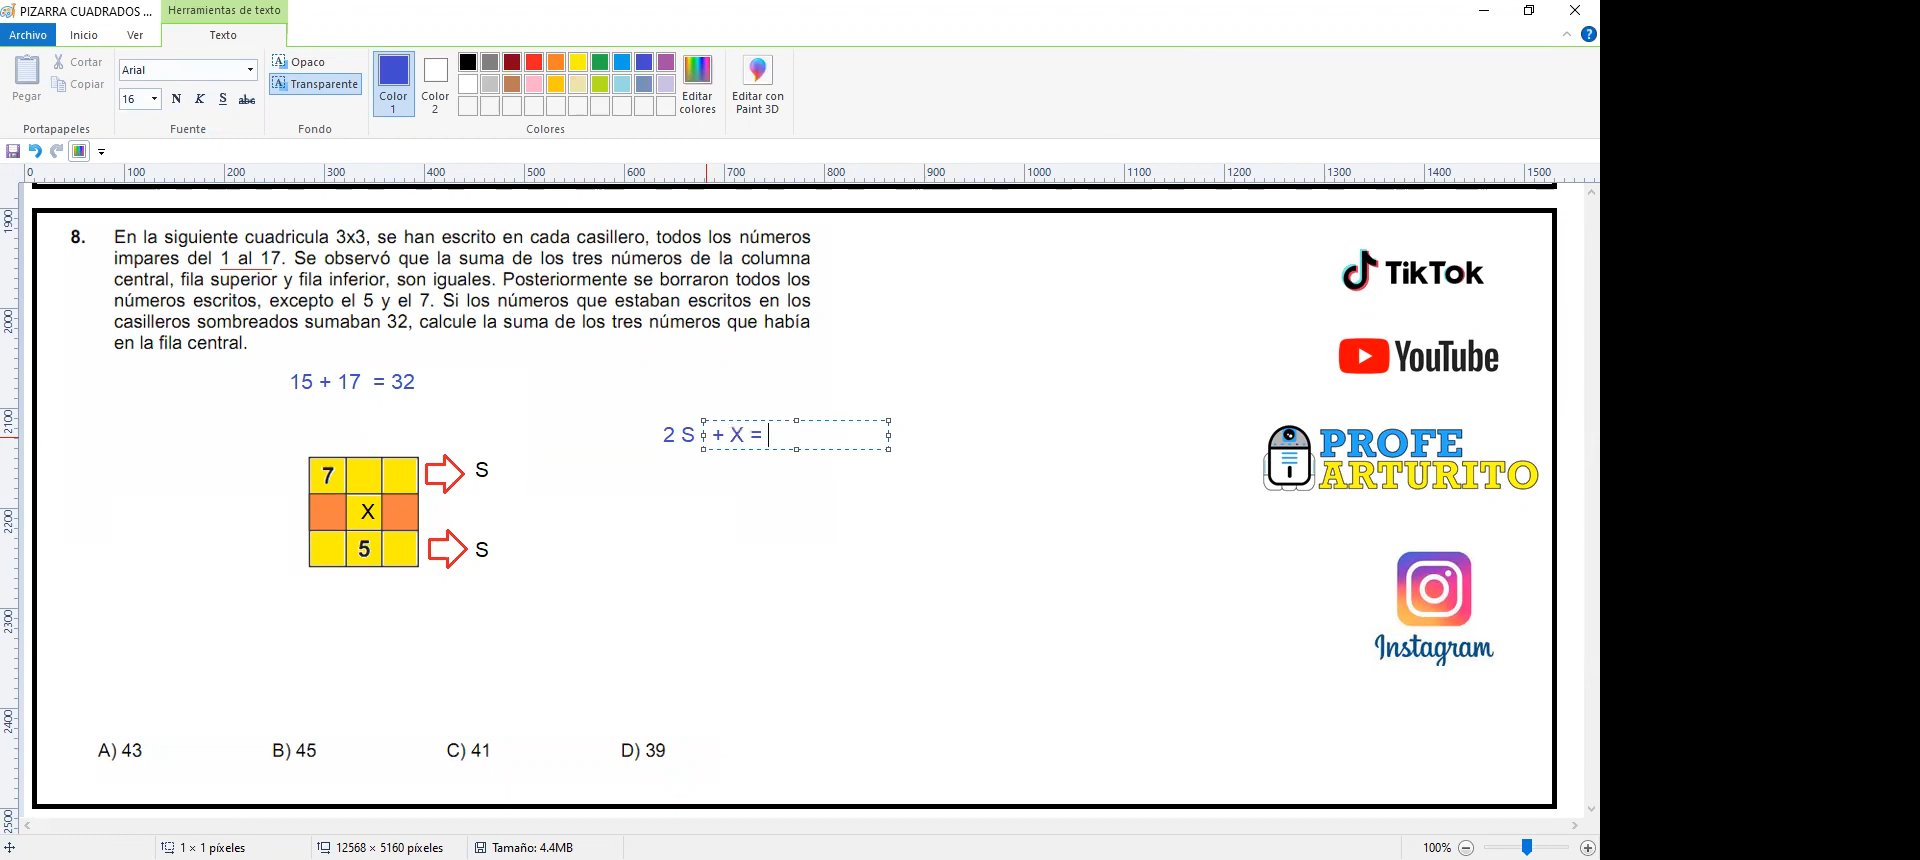 PIZARRA CUADRADOS ...
Herramientas de texto
Archivo
Inicio
Ver
Texto
Pegar
Cortar
Copiar
Portapapeles
Arial
16
N K S abc
Fuente
Opaco
Transparente
Fondo
Color 1
Color 2
Editar colores
Editar con Paint 3D
Colores
0 100 200 300 400 500 600 700 800 900 1000 1100 1200 1300 1400 1500
1900
2000
2100
2200
2300
2400
2500
8. En la siguiente cuadricula 3x3, se han escrito en cada casillero, todos los números
impares del 1 al 17. Se observó que la suma de los tres números de la columna
central, fila superior y fila inferior, son iguales. Posteriormente se borraron todos los
números escritos, excepto el 5 y el 7. Si los números que estaban escritos en los
casilleros sombreados sumaban 32, calcule la suma de los tres números que había
en la fila central.
15 + 17 = 32
2 S + X =
7
S
X
5
S
A) 43 B) 45 C) 41 D) 39
TikTok
YouTube
PROFE
ARTURITO
Instagram
1 × 1 píxeles
12568 × 5160 píxeles
Tamaño: 4.4MB
100%